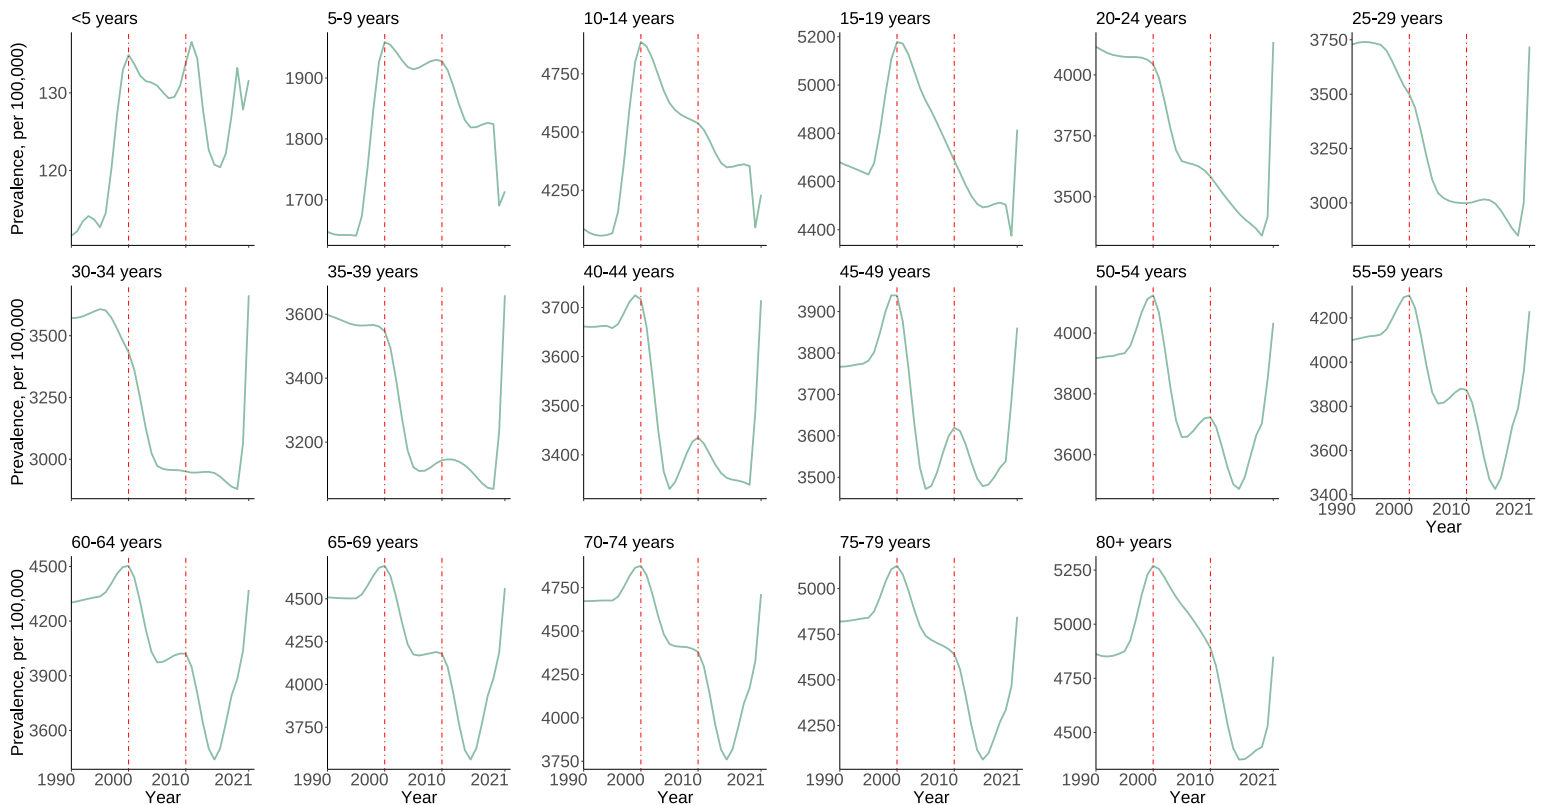 <5 years
5-9 years
10-14 years
15-19 years
20-24 years
25-29 years
Prevalence, per 100,000)
130
120
1900
1800
1700
4750
4500
4250
5200
5000
4800
4600
4400
4000
3750
3500
3750
3500
3250
3000
30-34 years
35-39 years
40-44 years
45-49 years
50-54 years
55-59 years
Prevalence, per 100,000
3500
3250
3000
3600
3400
3200
3700
3600
3500
3400
3900
3800
3700
3600
3500
4000
3800
3600
4200
4000
3800
3600
3400
1990 2000 2010 2021
Year
60-64 years
65-69 years
70-74 years
75-79 years
80+ years
Prevalence, per 100,000
4500
4200
3900
3600
4500
4250
4000
3750
4750
4500
4250
4000
3750
5000
4750
4500
4250
5250
5000
4750
4500
1990 2000 2010 2021
1990 2000 2010 2021
1990 2000 2010 2021
1990 2000 2010 2021
1990 2000 2010 2021
Year
Year
Year
Year
Year